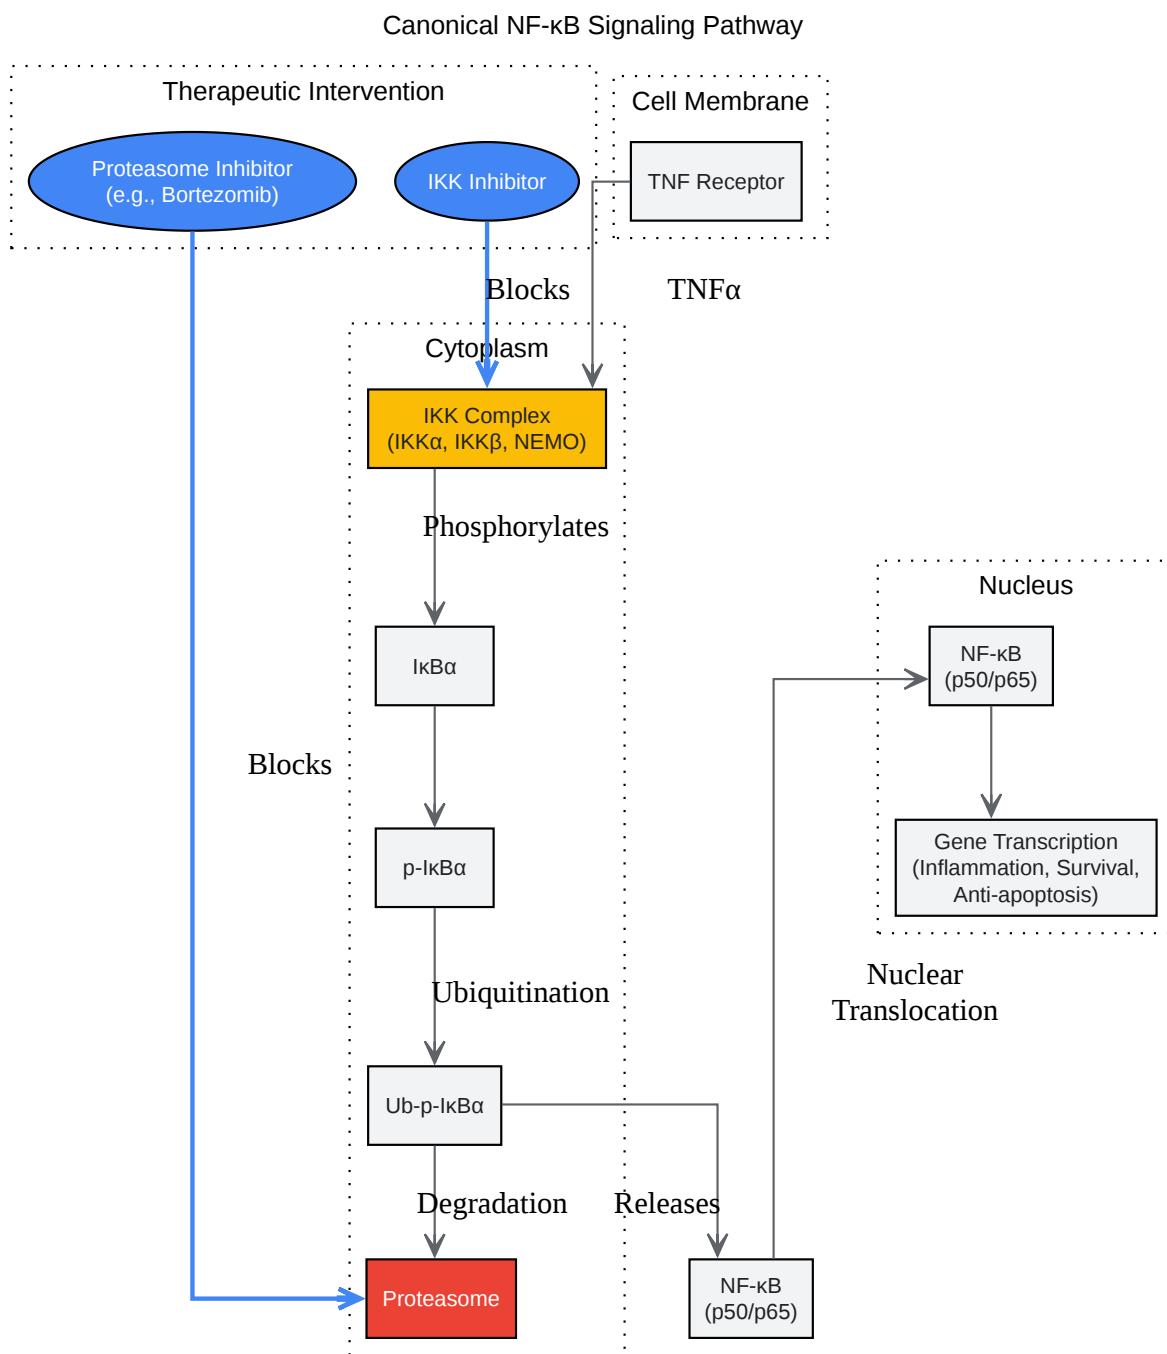 Canonical NF-κB Signaling Pathway
Therapeutic Intervention
Cell Membrane
Proteasome Inhibitor
(e.g., Bortezomib)
IKK Inhibitor
TNF Receptor
Blocks
TNFα
Cytoplasm
IKK Complex
(IKKα, IKKβ, NEMO)
Phosphorylates
Nucleus
IκBα
NF-κB
(p50/p65)
Blocks
p-IκBα
Gene Transcription
(Inflammation, Survival,
Anti-apoptosis)
Ubiquitination
Nuclear
Translocation
Ub-p-IκBα
Degradation
Releases
Proteasome
NF-κB
(p50/p65)